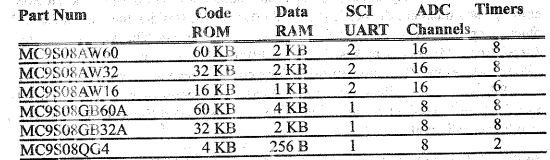 Part Num Code ROM Data RAM SCI UART ADC Channels Timers
MC9S08AW60 60 KB 2 KB 2 16 8
MC9S08AW32 32 KB 2 KB 2 16 8
MC9S08AW16 16 KB 1 KB 2 16 6
MC9S08GB60A 60 KB 4 KB 1 8 8
MC9S08GB32A 32 KB 2 KB 1 8 8
MC9S08QG4 4 KB 256 B 1 8 2